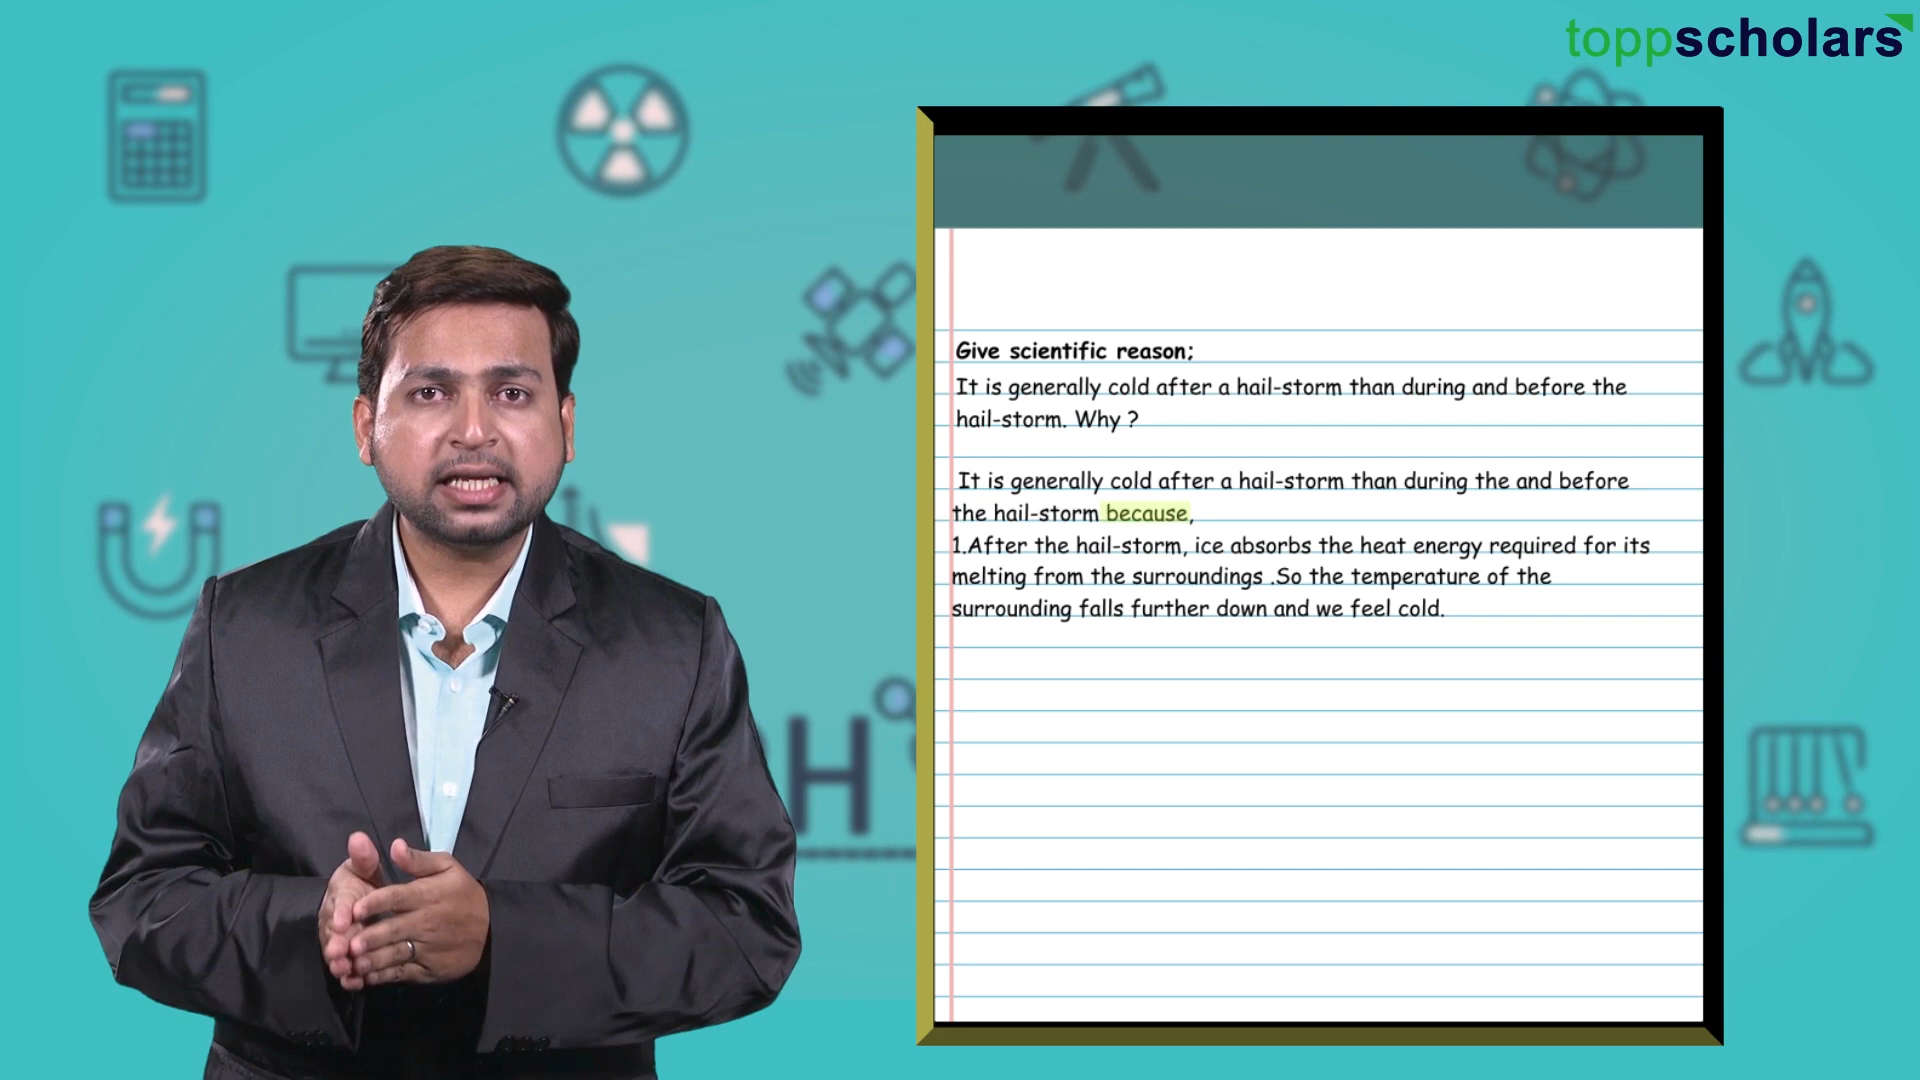 toppscholars
Give scientific reason;
It is generally cold after a hail-storm than during and before the
hail-storm. Why ?
It is generally cold after a hail-storm than during the and before
the hail-storm because,
1.After the hail-storm, ice absorbs the heat energy required for its
melting from the surroundings .So the temperature of the
surrounding falls further down and we feel cold.
H